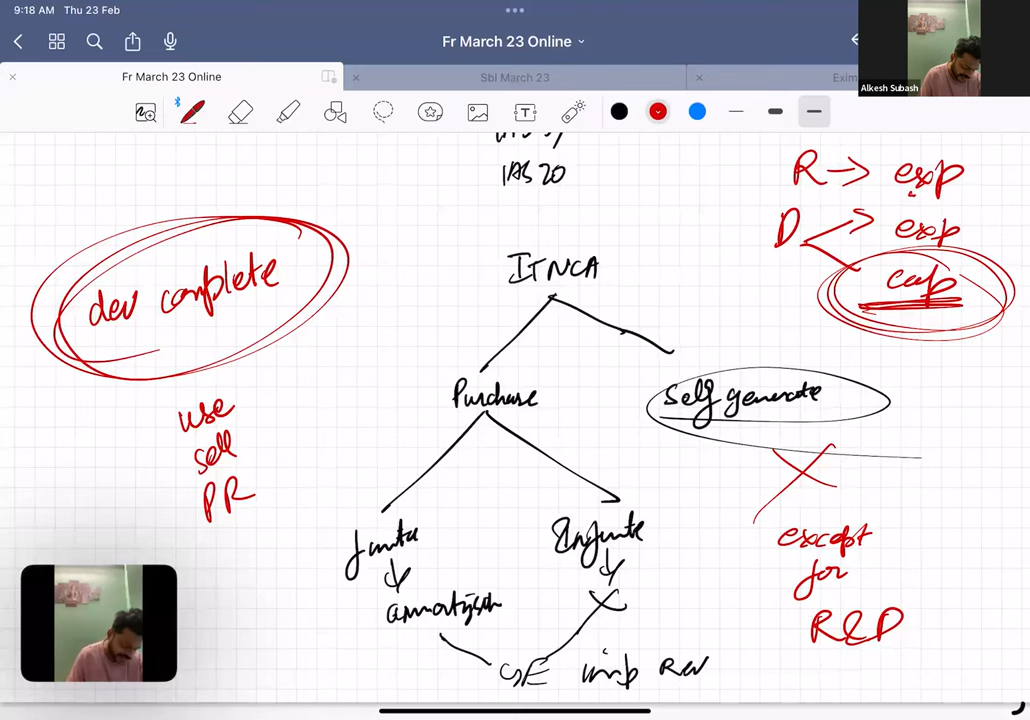 9:18 AM Thu 23 Feb
Fr March 23 Online
Alkesh Subash
Fr March 23 Online
Sbi March 23
Exim
IAS 20
R → exp
D → exp
cap
ITNCA
dev complete
Purchase
self generate
use
sell
PR
finite
Infinite
except
for
R&D
amortisn
imp Rev